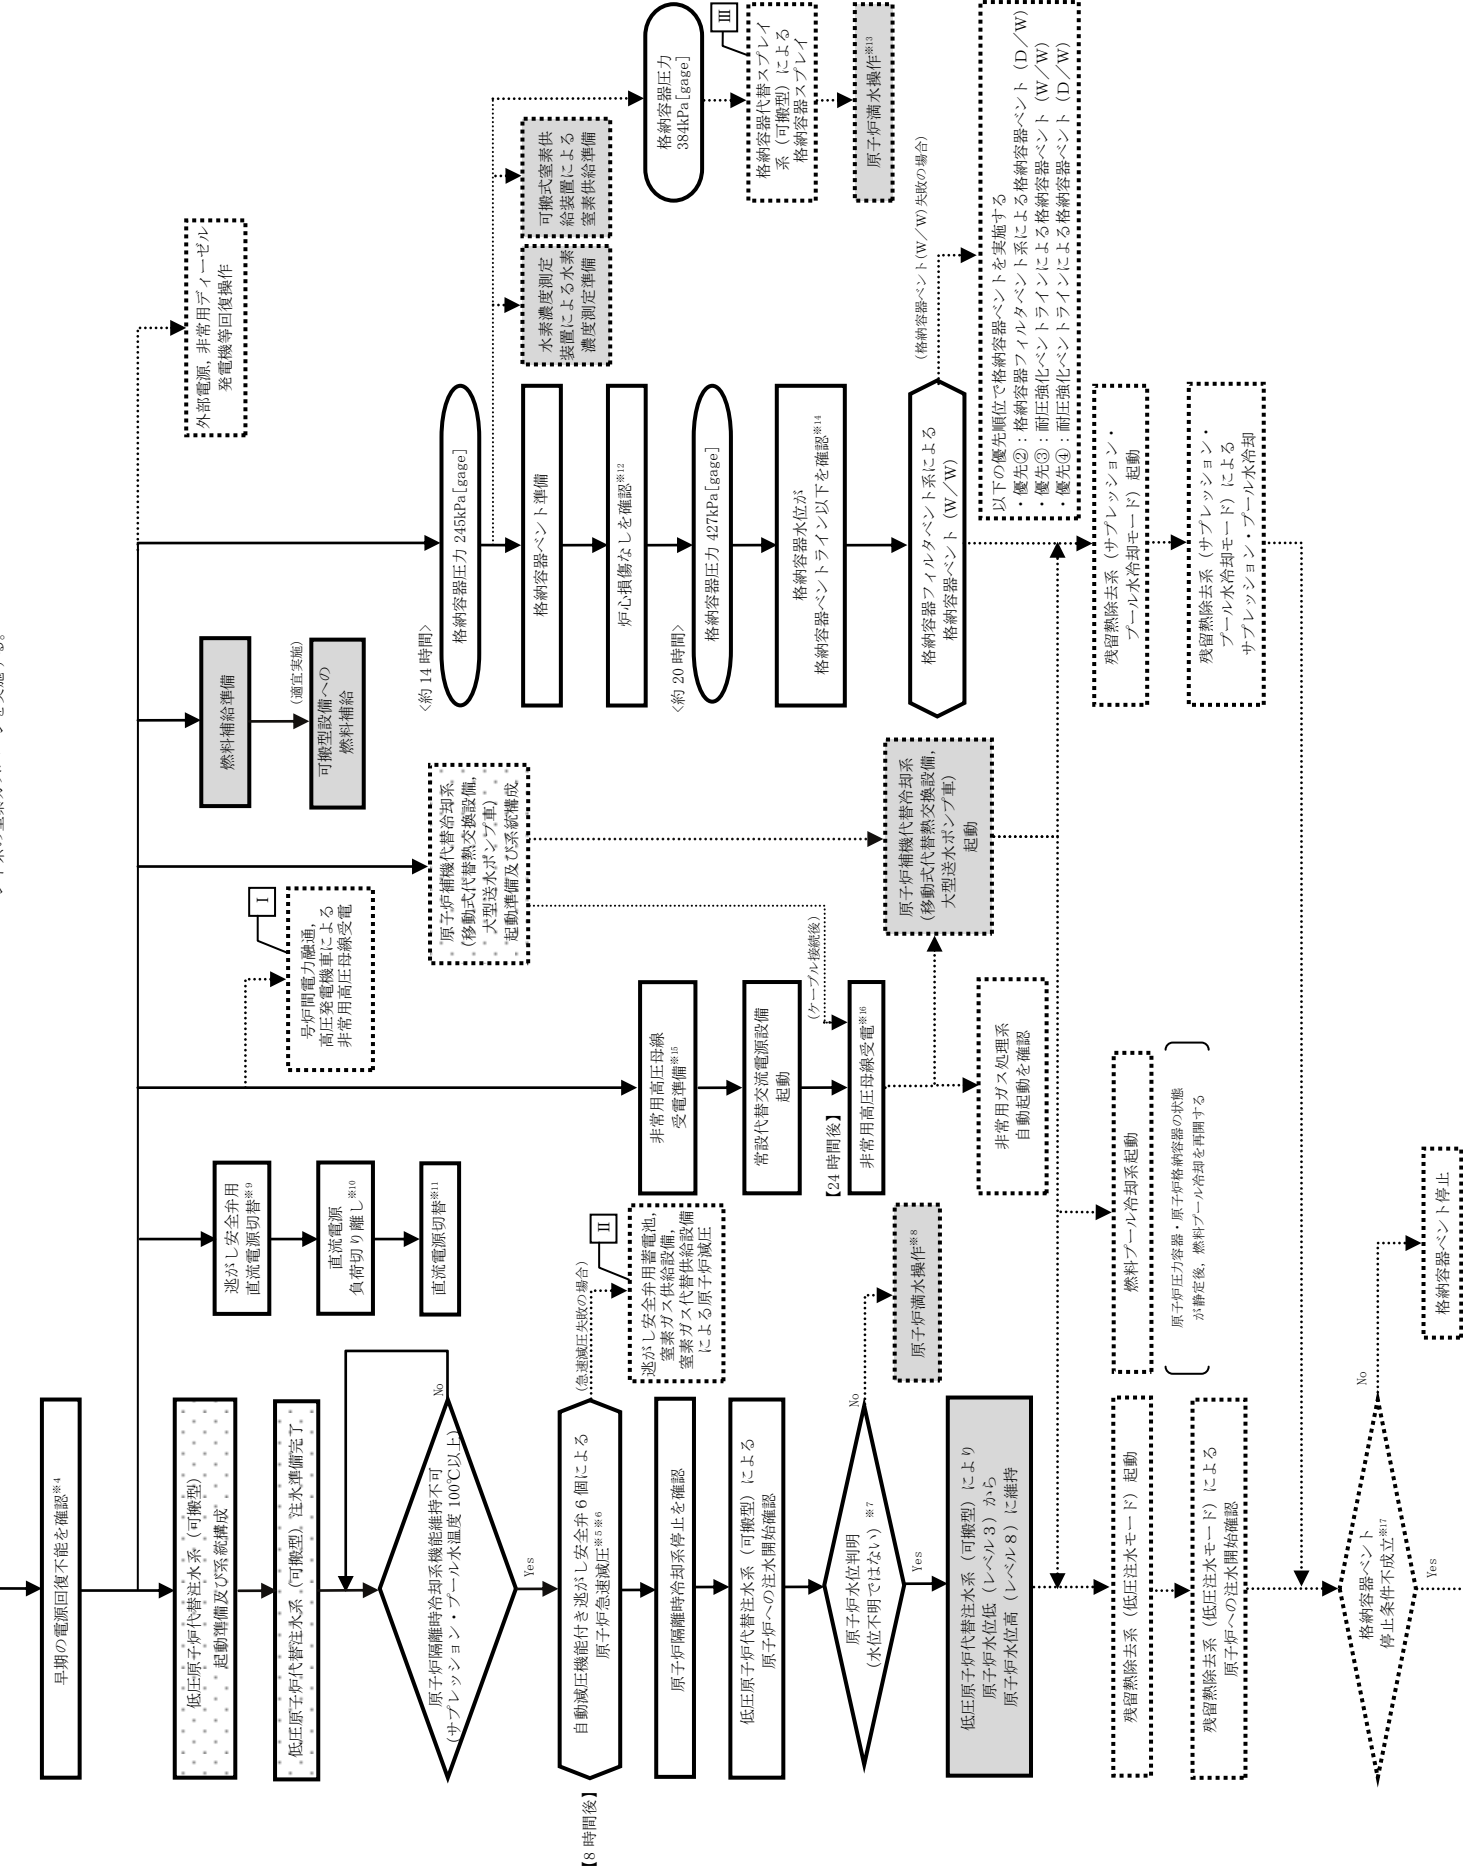 早期の電源回復不能を確認※4
低圧原子炉代替注水系（可搬型）
起動準備及び系統構成
低圧原子炉代替注水系（可搬型）注水準備完了
原子炉隔離時冷却系機能維持不可
（サプレッション・プール水温度 100℃以上）
No
Yes
【8 時間後】
自動減圧機能付き逃がし安全弁６個による
原子炉急速減圧※5※6
（急速減圧失敗の場合）
Ⅱ
逃がし安全弁用蓄電池，
窒素ガス供給設備，
窒素ガス代替供給設備
による原子炉減圧
原子炉隔離時冷却系停止を確認
低圧原子炉代替注水系（可搬型）による
原子炉への注水開始確認
原子炉水位判明
（水位不明ではない）※7
No
Yes
原子炉満水操作※8
低圧原子炉代替注水系（可搬型）により
原子炉水位低（レベル３）から
原子炉水位高（レベル８）に維持
残留熱除去系（低圧注水モード）起動
残留熱除去系（低圧注水モード）による
原子炉への注水開始確認
格納容器ベント
停止条件不成立※17
No
Yes
格納容器ベント停止
逃がし安全弁用
直流電源切替※9
直流電源
負荷切り離し※10
直流電源切替※11
燃料プール冷却系起動
原子炉圧力容器・原子炉格納容器の状態
が静定後，燃料プール冷却を再開する
Ⅰ
号炉間電力融通，
高圧発電機車による
非常用高圧母線受電
非常用高圧母線
受電準備※15
常設代替交流電源設備
起動
【24 時間後】
（ケーブル接続後）
非常用高圧母線受電※16
非常用ガス処理系
自動起動を確認
原子炉補機代替冷却系
（移動式代替熱交換設備，
大型送水ポンプ車）
起動準備及び系統構成
原子炉補機代替冷却系
（移動式代替熱交換設備，
大型送水ポンプ車）
起動
燃料補給準備
（適宜実施）
可搬型設備への
燃料補給
<約 14 時間>
格納容器圧力 245kPa[gage]
格納容器ベント準備
炉心損傷なしを確認※12
<約 20 時間>
格納容器圧力 427kPa[gage]
格納容器水位が
格納容器ベントライン以下を確認※14
格納容器フィルタベント系による
格納容器ベント（W／W）
（格納容器ベント(W/W)失敗の場合）
以下の優先順位で格納容器ベントを実施する
・優先②：格納容器フィルタベント系による格納容器ベント（D／W）
・優先③：耐圧強化ベントラインによる格納容器ベント（W／W）
・優先④：耐圧強化ベントラインによる格納容器ベント（D／W）
残留熱除去系（サプレッション・
プール水冷却モード）起動
残留熱除去系（サプレッション・
プール水冷却モード）による
サプレッション・プール水冷却
外部電源，非常用ディーゼル
発電機等回復操作
水素濃度測定
装置による水素
濃度測定準備
可搬式窒素供
給装置による
窒素供給準備
格納容器圧力
384kPa[gage]
Ⅲ
格納容器代替スプレイ
系（可搬型）による
格納容器スプレイ
原子炉満水操作※13